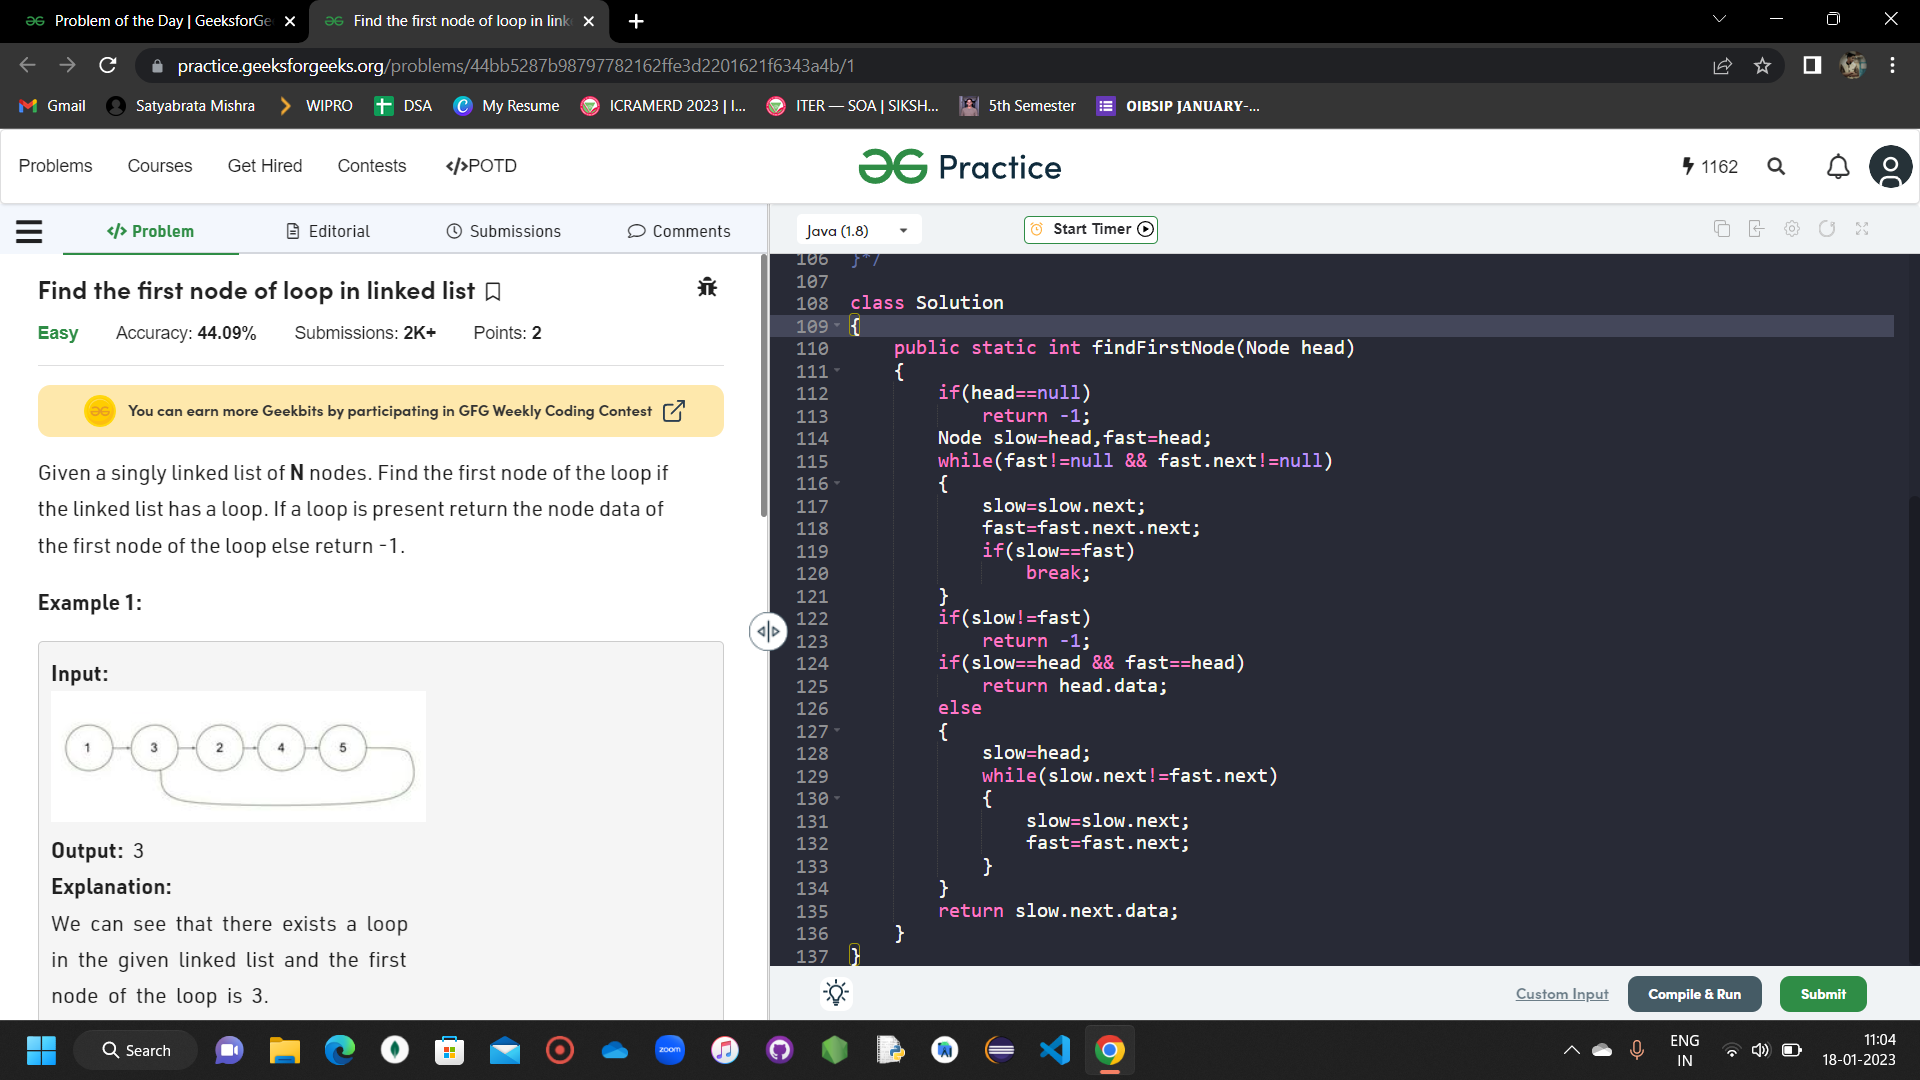 Problem of the Day | GeeksforGe
Find the first node of loop in link
practice.geeksforgeeks.org/problems/44bb5287b98797782162ffe3d2201621f6343a4b/1
Gmail Satyabrata Mishra WIPRO DSA My Resume ICRAMERD 2023 | I... ITER — SOA | SIKSH... 5th Semester OIBSIP JANUARY-...
Problems Courses Get Hired Contests </>POTD Practice 1162
</> Problem Editorial Submissions Comments
Java (1.8) Start Timer
Find the first node of loop in linked list
Easy Accuracy: 44.09% Submissions: 2K+ Points: 2
You can earn more Geekbits by participating in GFG Weekly Coding Contest
Given a singly linked list of N nodes. Find the first node of the loop if
the linked list has a loop. If a loop is present return the node data of
the first node of the loop else return -1.
Example 1:
Input:
1 3 2 4 5
Output: 3
Explanation:
We can see that there exists a loop
in the given linked list and the first
node of the loop is 3.
106 }*/
107
108 class Solution
109 {
110 public static int findFirstNode(Node head)
111 {
112 if(head==null)
113 return -1;
114 Node slow=head,fast=head;
115 while(fast!=null && fast.next!=null)
116 {
117 slow=slow.next;
118 fast=fast.next.next;
119 if(slow==fast)
120 break;
121 }
122 if(slow!=fast)
123 return -1;
124 if(slow==head && fast==head)
125 return head.data;
126 else
127 {
128 slow=head;
129 while(slow.next!=fast.next)
130 {
131 slow=slow.next;
132 fast=fast.next;
133 }
134 }
135 return slow.next.data;
136 }
137 }
Custom Input Compile & Run Submit
Search zoom ENG
IN
11:04
18-01-2023